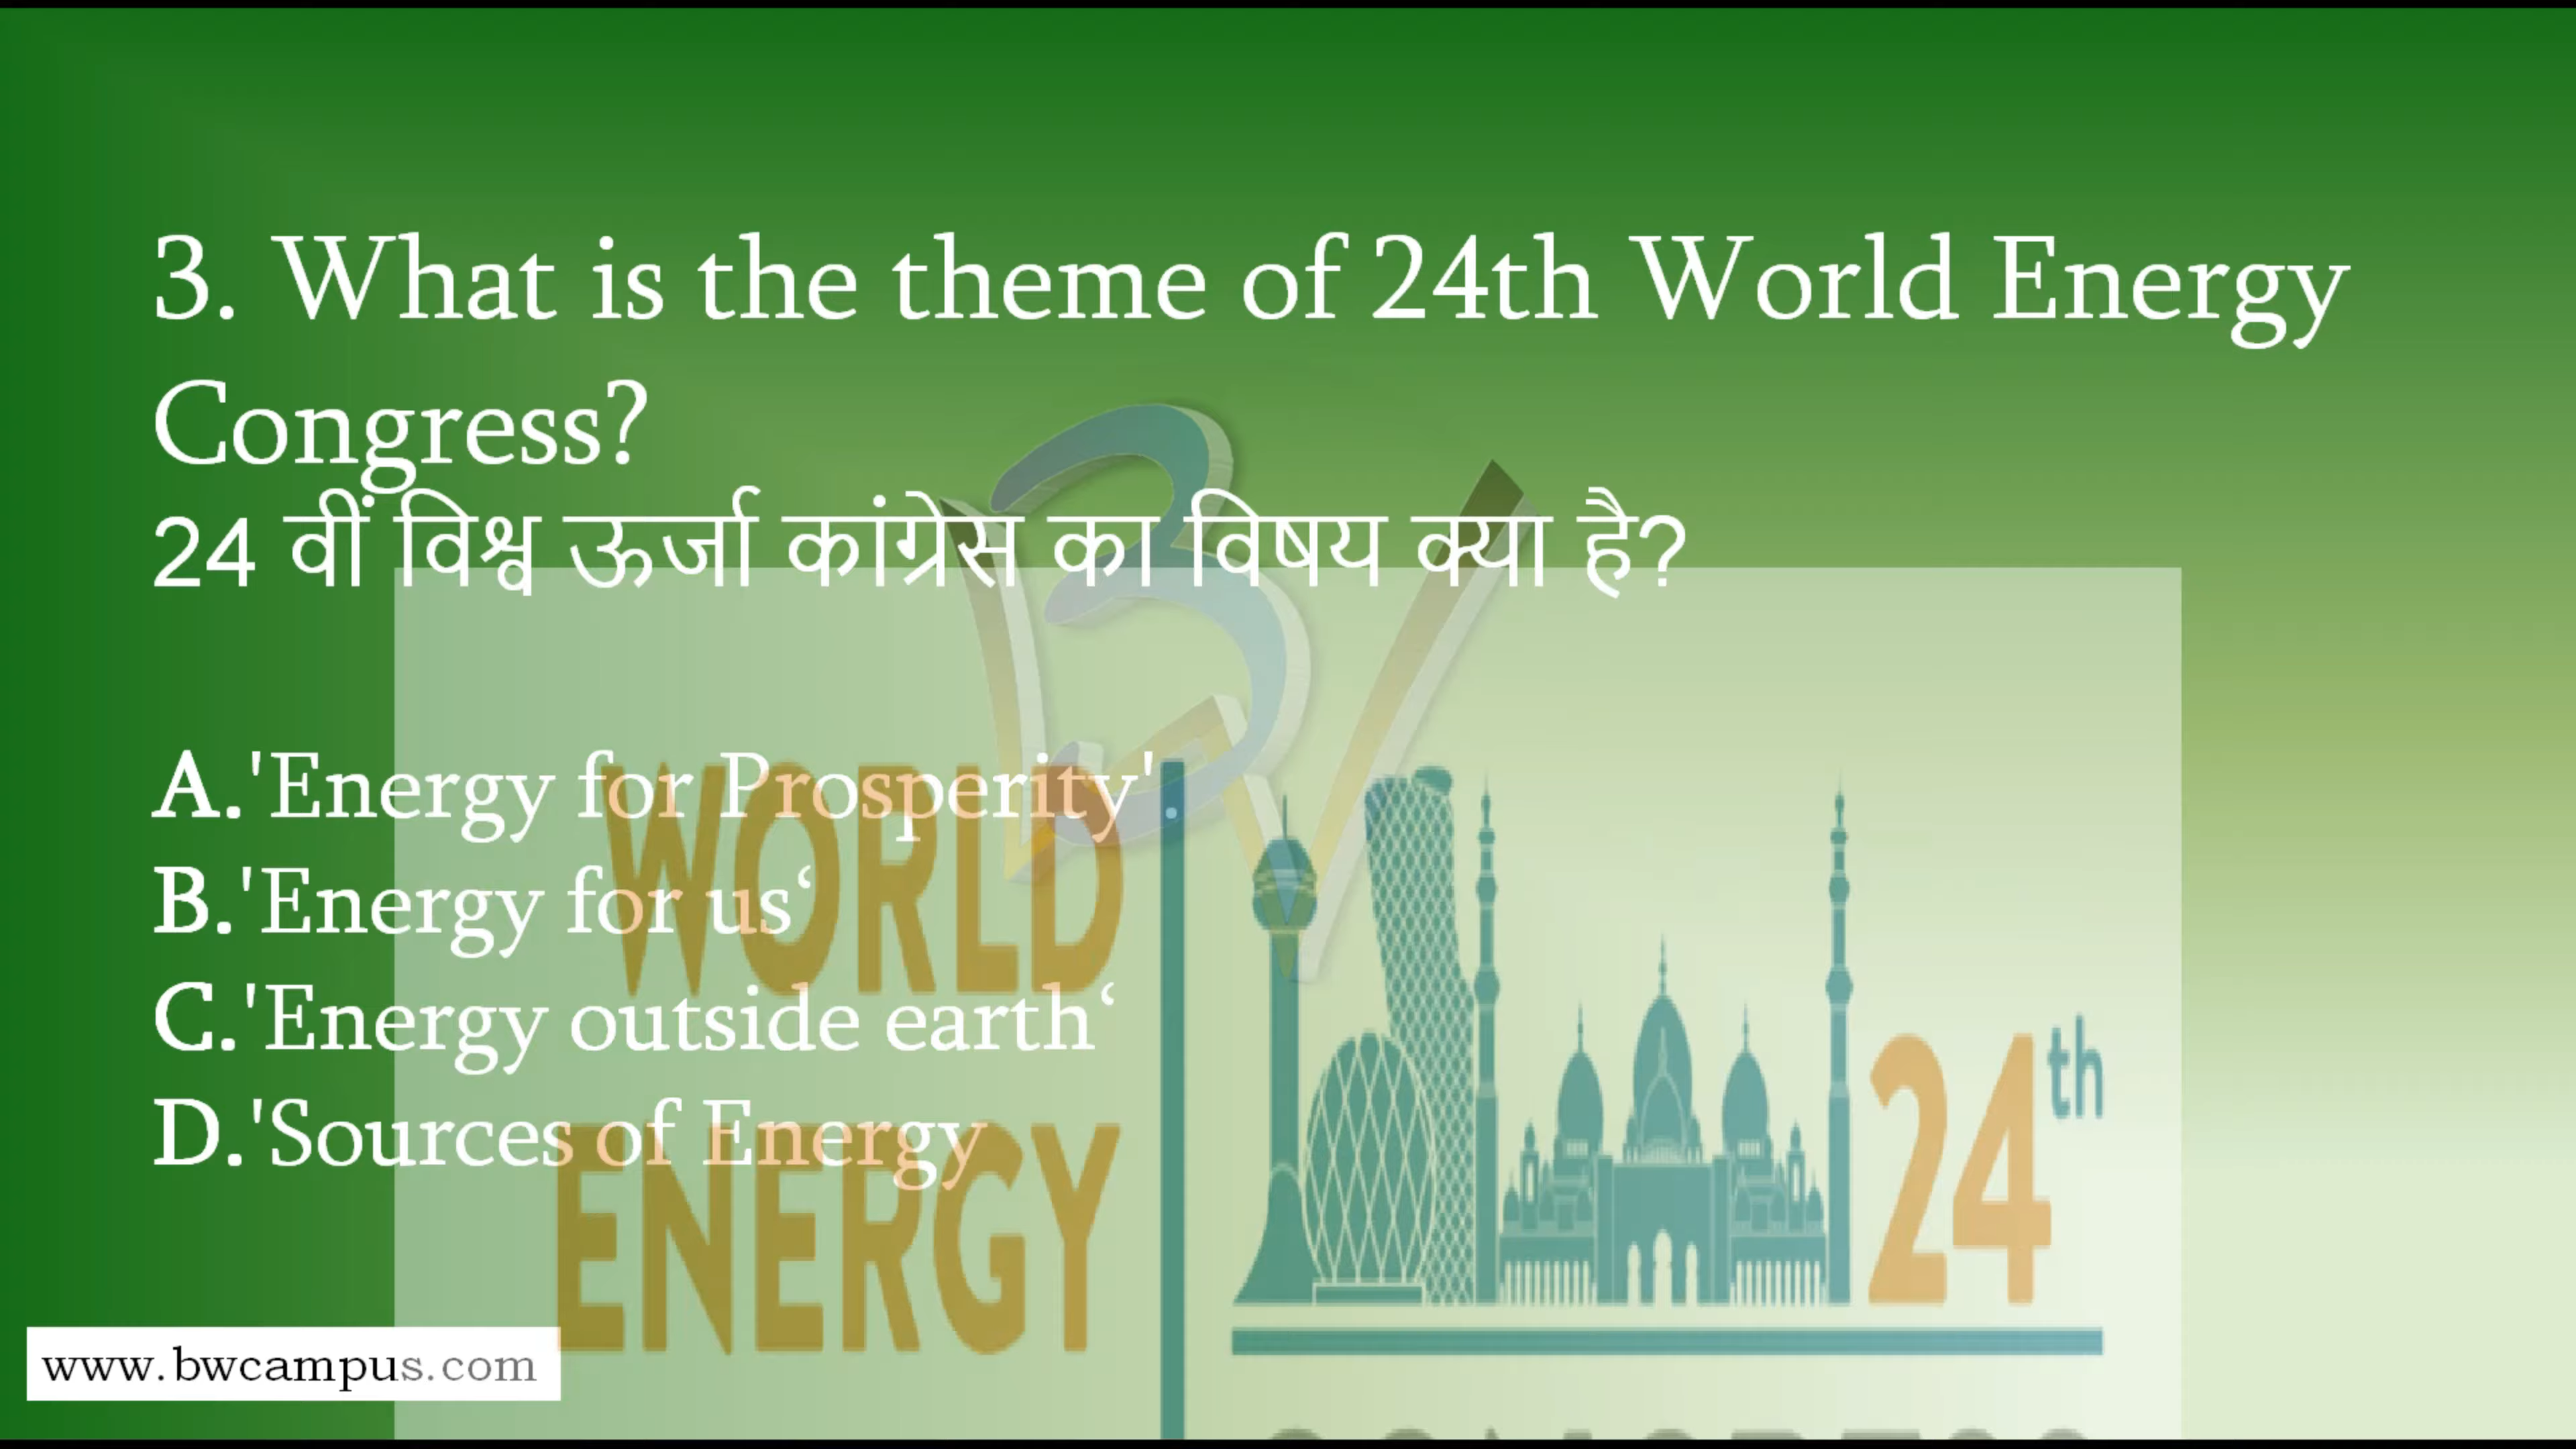 3. What is the theme of 24th World Energy
Congress?
24 वीं विश्व ऊर्जा कांग्रेस का विषय क्या है?
A.'Energy for Prosperity'.
B.'Energy for us‘
C.'Energy outside earth‘
D.'Sources of Energy
WORLD
ENERGY
24th
www.bwcampus.com